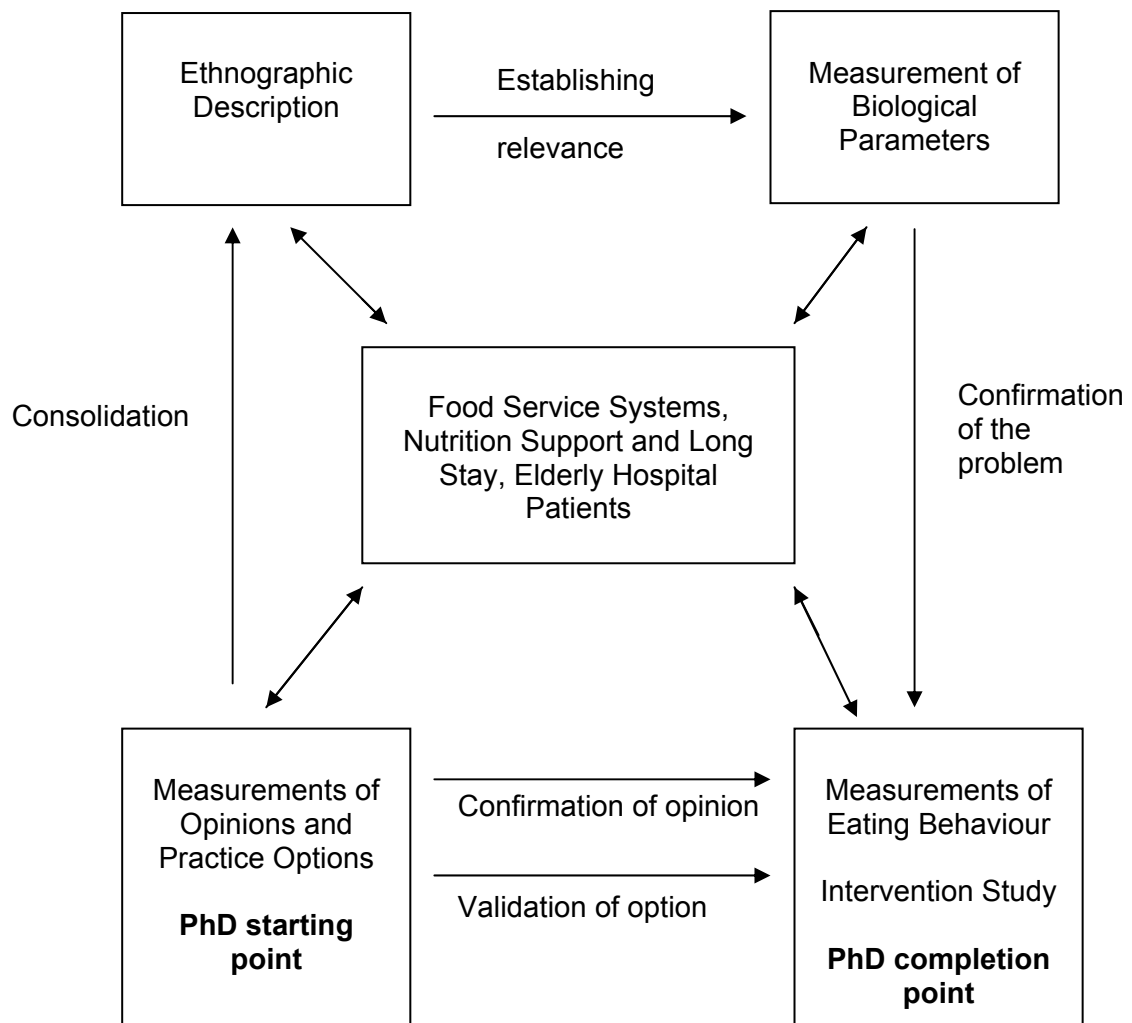 Ethnographic
Description
Establishing
relevance
Measurement of
Biological
Parameters
Consolidation
Food Service Systems,
Nutrition Support and Long
Stay, Elderly Hospital
Patients
Confirmation
of the
problem
Measurements of
Opinions and
Practice Options
PhD starting
point
Confirmation of opinion
Validation of option
Measurements of
Eating Behaviour
Intervention Study
PhD completion
point